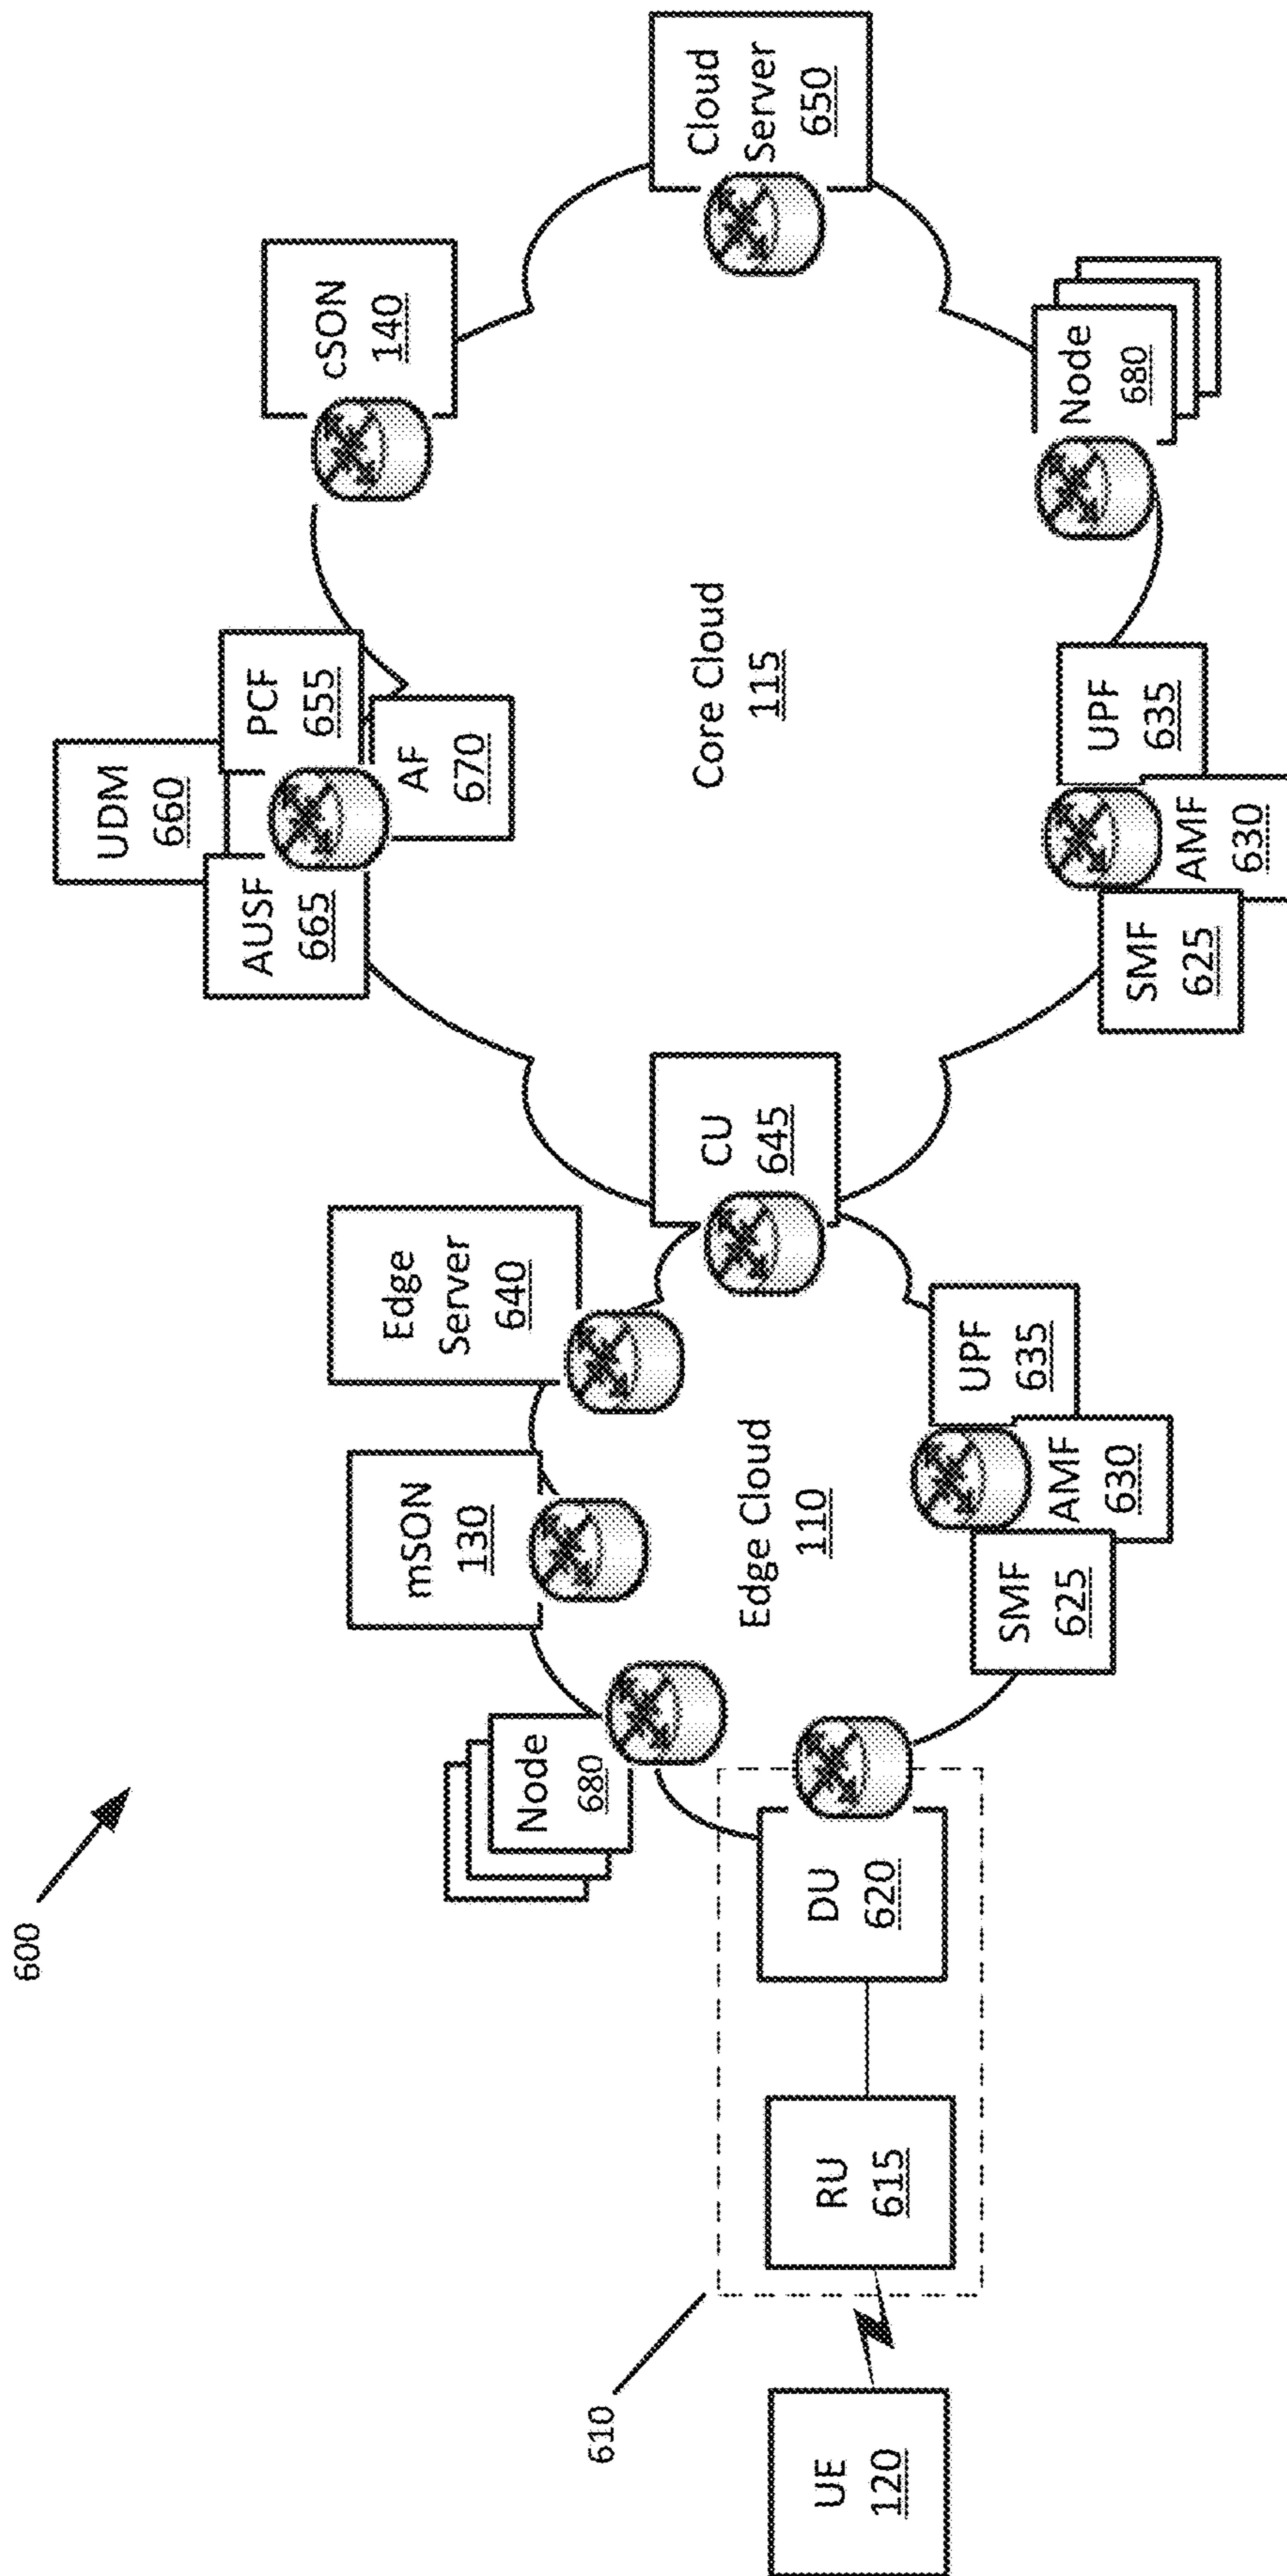 600
UDM
660
PCF
655
AUSF
665
AF
670
cSON
140
Cloud
Server
650
Core Cloud
115
Node
680
UPF
635
AMF
630
SMF
625
CU
645
Edge
Server
640
mSON
130
Node
680
Edge Cloud
110
UPF
635
AMF
630
SMF
625
610
DU
620
RU
615
UE
120